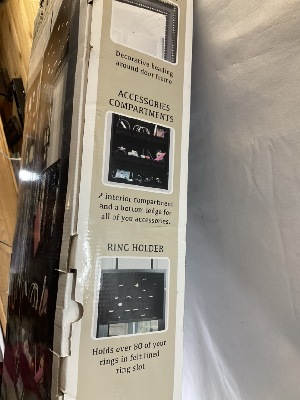 Decorative beading
around door frame
ACCESSORIES
COMPARTMENTS
2 interior compartment
and a bottom ledge for
all of you accessories.
RING HOLDER
Holds over 80 of your
rings in felt lined
ring slot